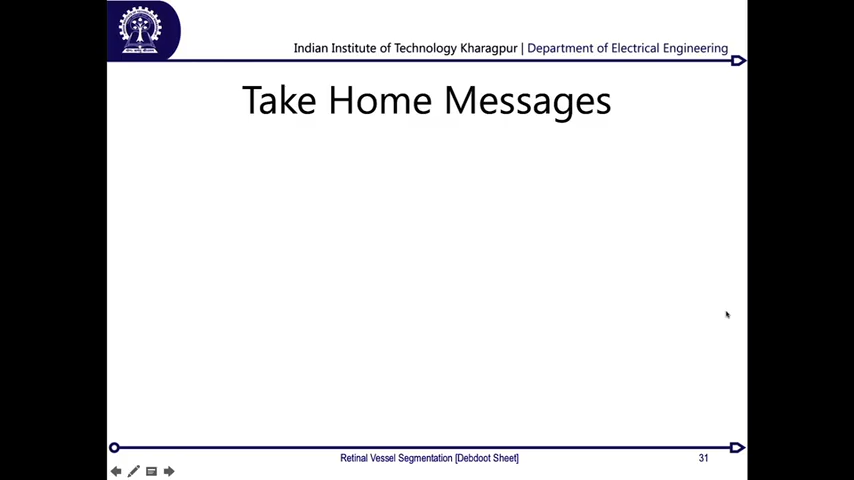 Indian Institute of Technology Kharagpur | Department of Electrical Engineering
Take Home Messages
Retinal Vessel Segmentation [Debdoot Sheet]
31